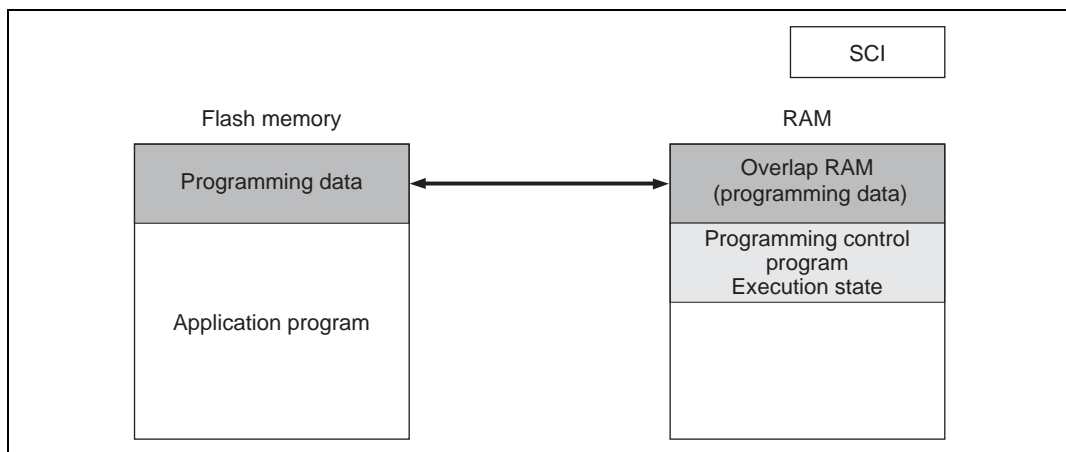 SCI
Flash memory
RAM
Programming data
Overlap RAM
(programming data)
Programming control
program
Execution state
Application program